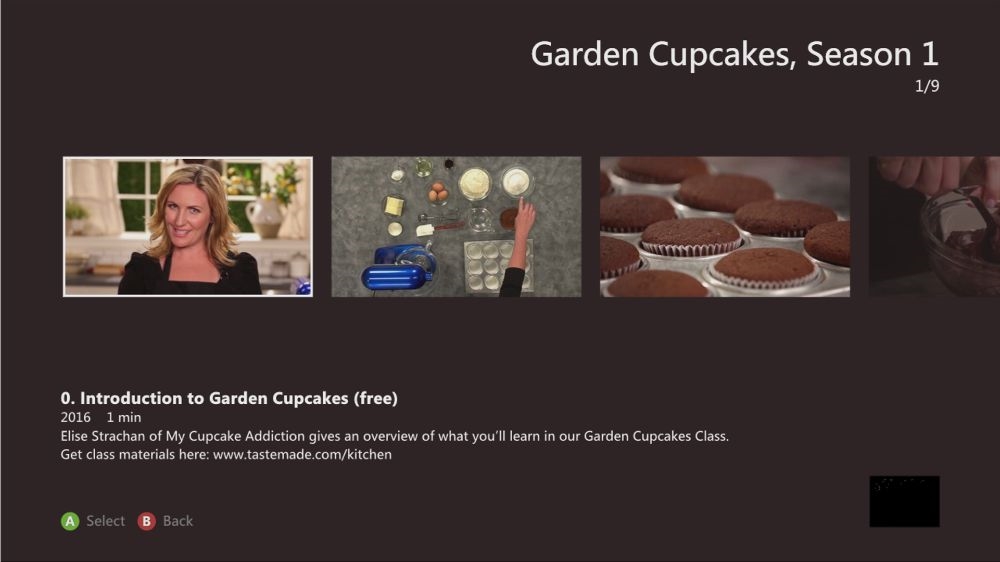 Garden Cupcakes, Season 1
1/9
0. Introduction to Garden Cupcakes (free)
2016 1 min
Elise Strachan of My Cupcake Addiction gives an overview of what you'll learn in our Garden Cupcakes Class.
Get class materials here: www.tastemade.com/kitchen
A Select B Back